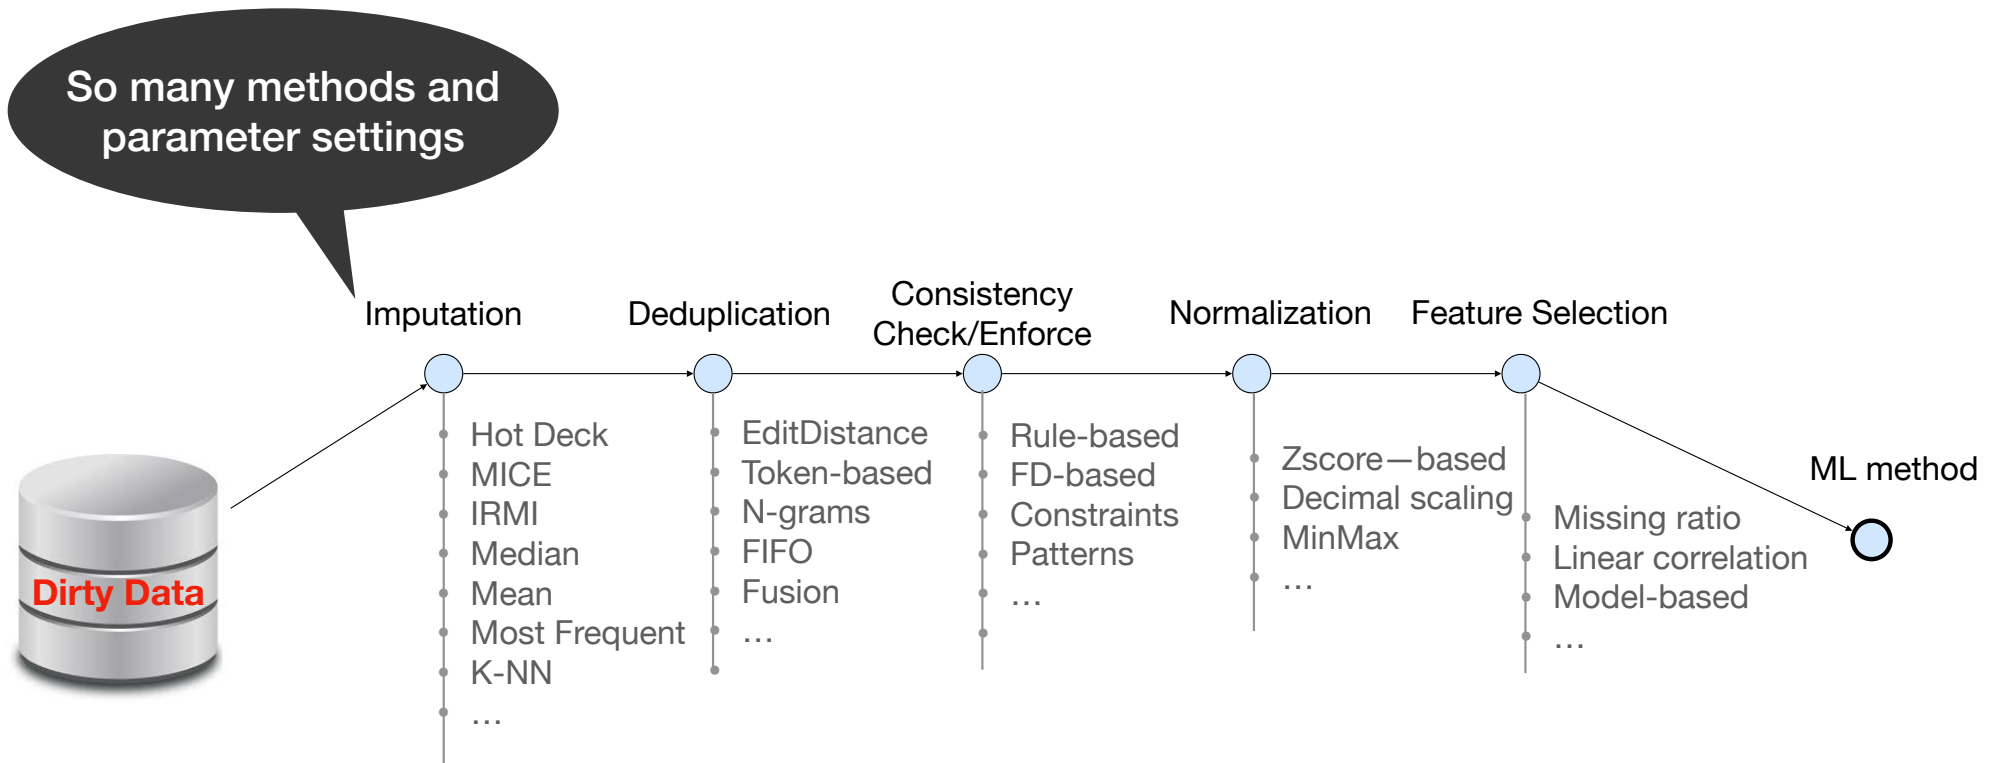 So many methods and
parameter settings
Imputation
Deduplication
Consistency
Check/Enforce
Normalization
Feature Selection
ML method
Dirty Data
Hot Deck
MICE
IRMI
Median
Mean
Most Frequent
K-NN
...
EditDistance
Token-based
N-grams
FIFO
Fusion
...
Rule-based
FD-based
Constraints
Patterns
...
Zscore—based
Decimal scaling
MinMax
...
Missing ratio
Linear correlation
Model-based
...